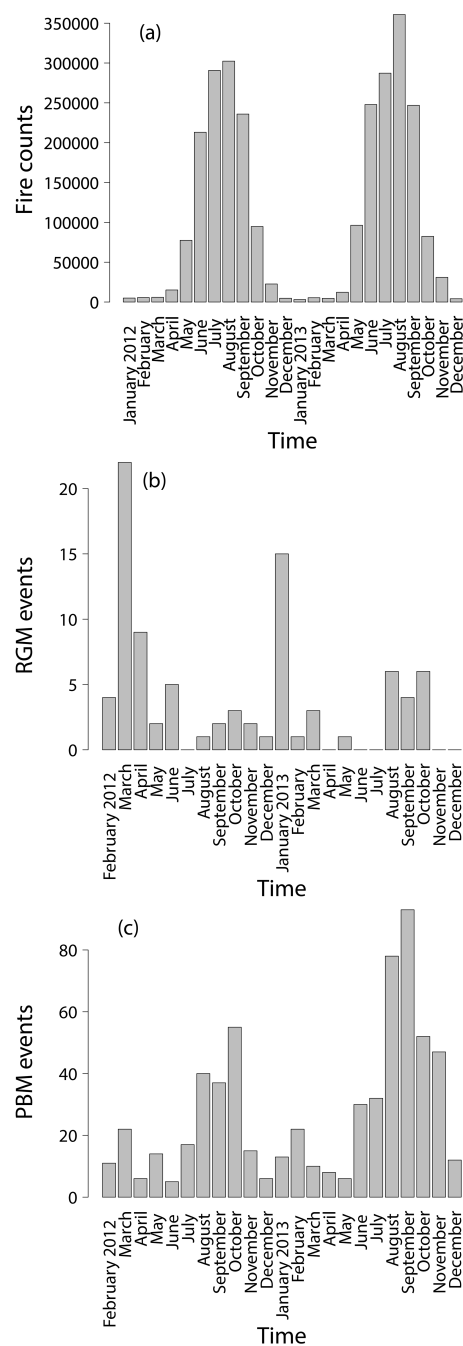 (a)
Fire counts
350000
300000
250000
200000
150000
100000
50000
0
January 2012
February
March
April
May
June
July
August
September
October
November
December
January 2013
February
March
April
May
June
July
August
September
October
November
December
Time
(b)
RGM events
20
15
10
5
0
February 2012
March
April
May
June
July
August
September
October
November
December
January 2013
February
March
April
May
June
July
August
September
October
November
December
Time
(c)
PBM events
80
60
40
20
0
February 2012
March
April
May
June
July
August
September
October
November
December
January 2013
February
March
April
May
June
July
August
September
October
November
December
Time